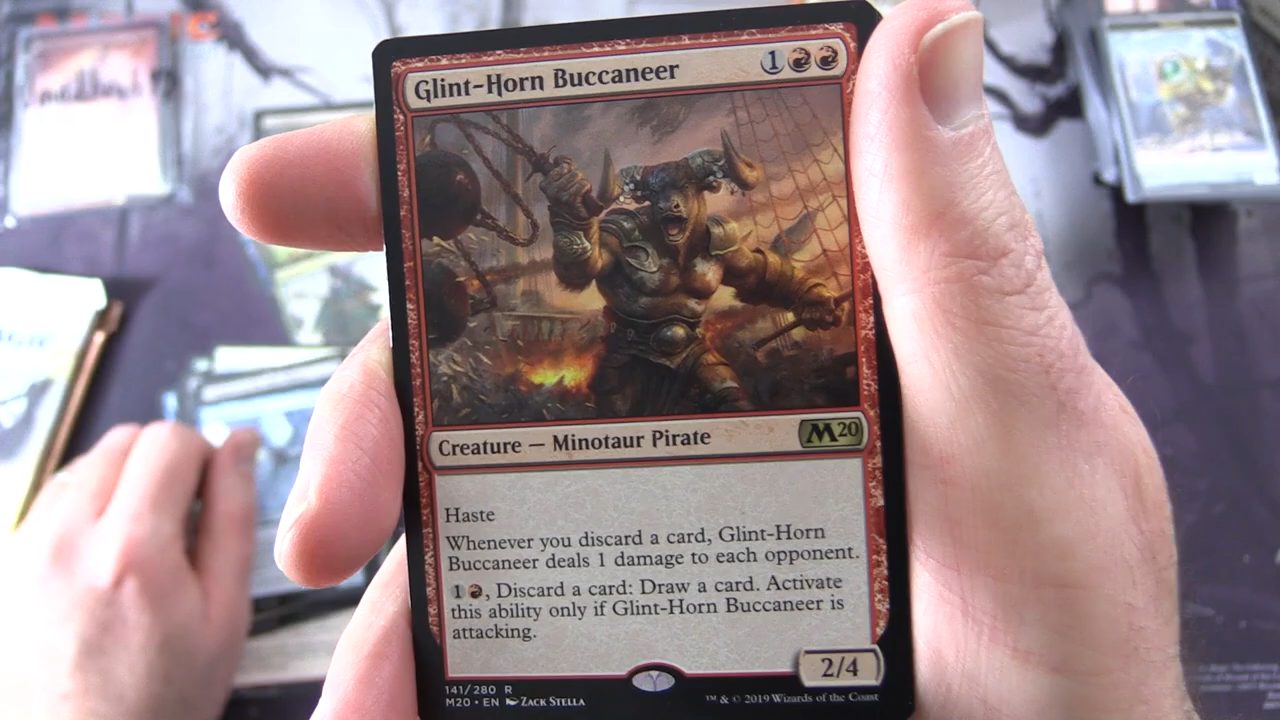 Glint-Horn Buccaneer 1
Creature — Minotaur Pirate M20
Haste
Whenever you discard a card, Glint-Horn
Buccaneer deals 1 damage to each opponent.
1 , Discard a card: Draw a card. Activate
this ability only if Glint-Horn Buccaneer is
attacking.
2/4
141/280 R
M20 • EN ZACK STELLA
™ & © 2019 Wizards of the Coast